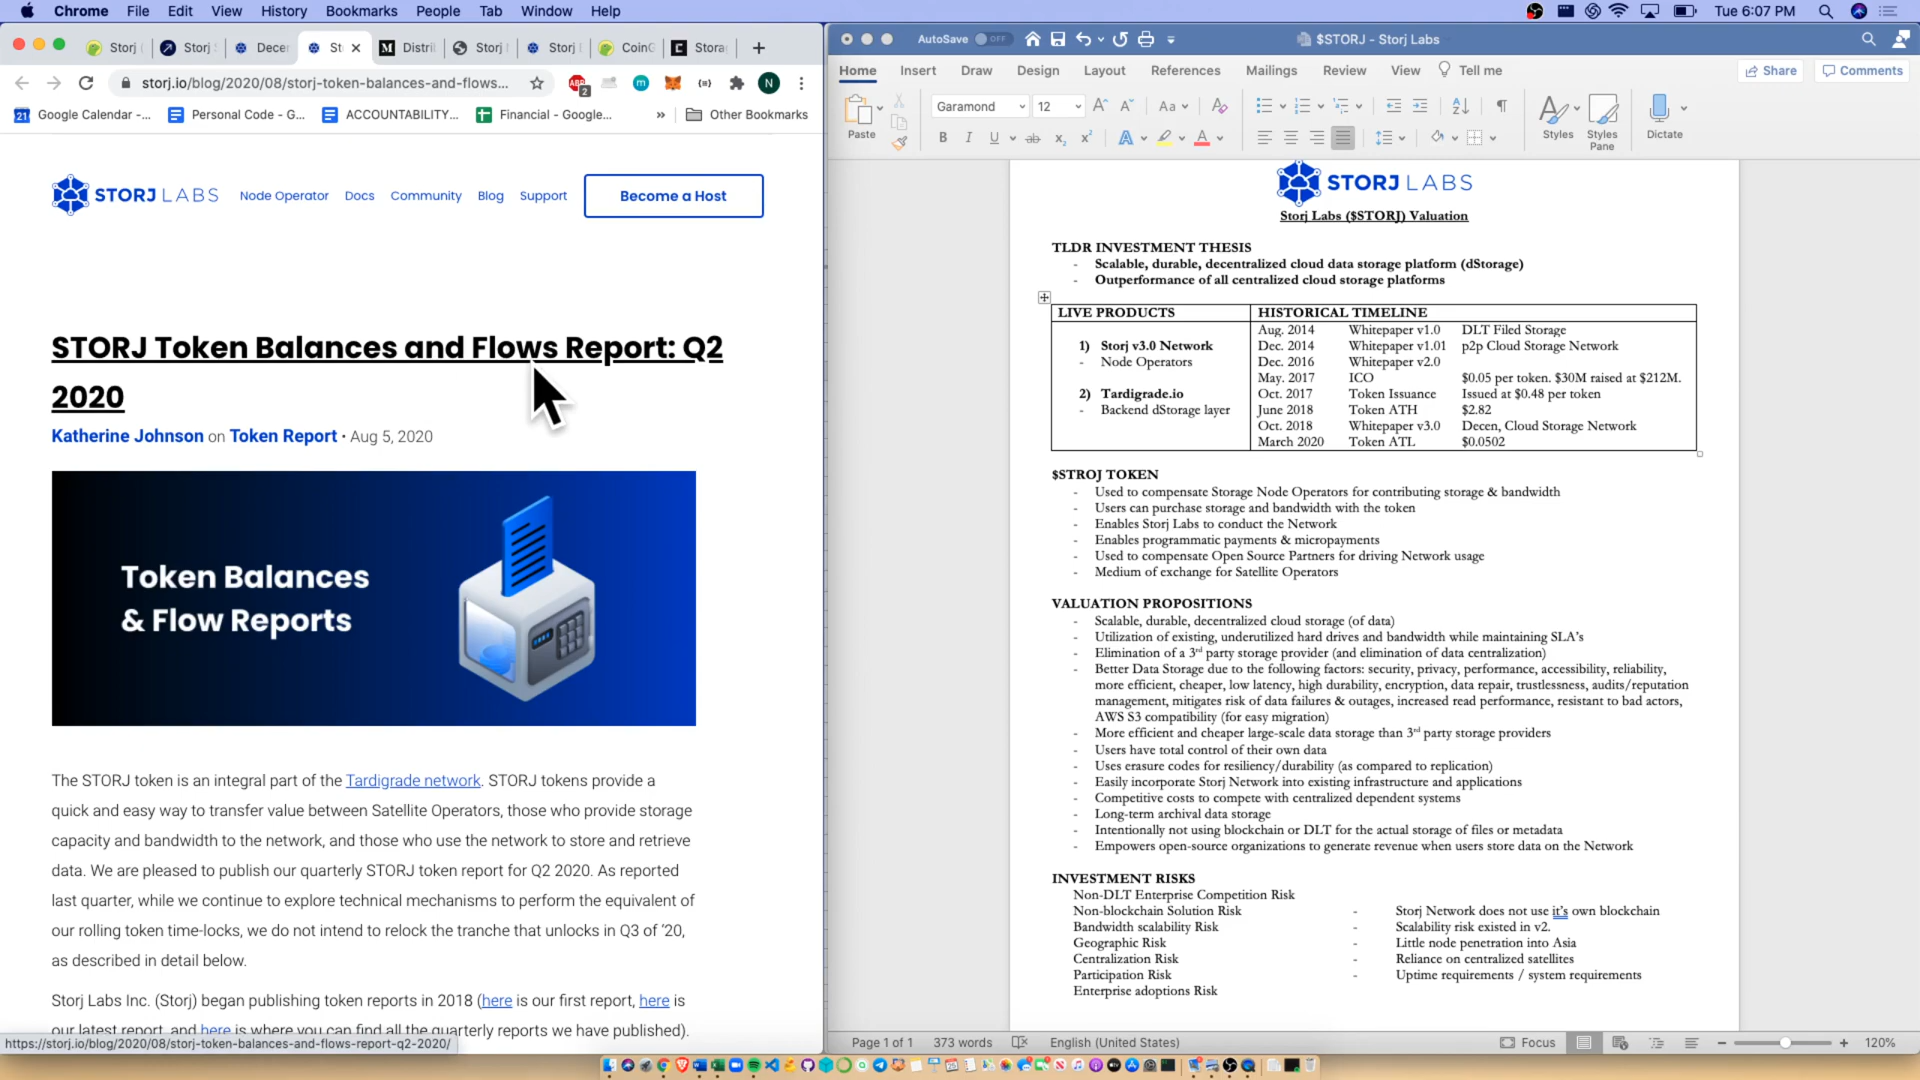 Chrome File Edit View History Bookmarks People Tab Window Help
Tue 6:07 PM
Storj
Storj
Decer
St
Distril
Storj
Storj
CoinG
Stora
storj.io/blog/2020/08/storj-token-balances-and-flows...
Google Calendar -...
Personal Code - G...
ACCOUNTABILITY...
Financial - Google...
»
Other Bookmarks
STORJ LABS
Node Operator
Docs
Community
Blog
Support
Become a Host
STORJ Token Balances and Flows Report: Q2
2020
Katherine Johnson on Token Report • Aug 5, 2020
Token Balances
& Flow Reports
The STORJ token is an integral part of the Tardigrade network. STORJ tokens provide a
quick and easy way to transfer value between Satellite Operators, those who provide storage
capacity and bandwidth to the network, and those who use the network to store and retrieve
data. We are pleased to publish our quarterly STORJ token report for Q2 2020. As reported
last quarter, while we continue to explore technical mechanisms to perform the equivalent of
our rolling token time-locks, we do not intend to relock the tranche that unlocks in Q3 of '20,
as described in detail below.
Storj Labs Inc. (Storj) began publishing token reports in 2018 (here is our first report, here is
our latest report, and here is where you can find all the quarterly reports we have published).
https://storj.io/blog/2020/08/storj-token-balances-and-flows-report-q2-2020/
AutoSave OFF
$STORJ - Storj Labs
Home Insert Draw Design Layout References Mailings Review View Tell me
Share
Comments
Paste
Garamond
12
Styles
Styles
Pane
Dictate
STORJ LABS
Storj Labs ($STORJ) Valuation
TLDR INVESTMENT THESIS
- Scalable, durable, decentralized cloud data storage platform (dStorage)
- Outperformance of all centralized cloud storage platforms
LIVE PRODUCTS
1) Storj v3.0 Network
- Node Operators
2) Tardigrade.io
- Backend dStorage layer
HISTORICAL TIMELINE
Aug. 2014 Whitepaper v1.0 DLT Filed Storage
Dec. 2014 Whitepaper v1.01 p2p Cloud Storage Network
Dec. 2016 Whitepaper v2.0
May. 2017 ICO $0.05 per token. $30M raised at $212M.
Oct. 2017 Token Issuance Issued at $0.48 per token
June 2018 Token ATH $2.82
Oct. 2018 Whitepaper v3.0 Decen, Cloud Storage Network
March 2020 Token ATL $0.0502
$STROJ TOKEN
- Used to compensate Storage Node Operators for contributing storage & bandwidth
- Users can purchase storage and bandwidth with the token
- Enables Storj Labs to conduct the Network
- Enables programmatic payments & micropayments
- Used to compensate Open Source Partners for driving Network usage
- Medium of exchange for Satellite Operators
VALUATION PROPOSITIONS
- Scalable, durable, decentralized cloud storage (of data)
- Utilization of existing, underutilized hard drives and bandwidth while maintaining SLA's
- Elimination of a 3rd party storage provider (and elimination of data centralization)
- Better Data Storage due to the following factors: security, privacy, performance, accessibility, reliability,
more efficient, cheaper, low latency, high durability, encryption, data repair, trustlessness, audits/reputation
management, mitigates risk of data failures & outages, increased read performance, resistant to bad actors,
AWS S3 compatibility (for easy migration)
- More efficient and cheaper large-scale data storage than 3rd party storage providers
- Users have total control of their own data
- Uses erasure codes for resiliency/durability (as compared to replication)
- Easily incorporate Storj Network into existing infrastructure and applications
- Competitive costs to compete with centralized dependent systems
- Long-term archival data storage
- Intentionally not using blockchain or DLT for the actual storage of files or metadata
- Empowers open-source organizations to generate revenue when users store data on the Network
INVESTMENT RISKS
Non-DLT Enterprise Competition Risk
Non-blockchain Solution Risk - Storj Network does not use it's own blockchain
Bandwidth scalability Risk - Scalability risk existed in v2.
Geographic Risk - Little node penetration into Asia
Centralization Risk - Reliance on centralized satellites
Participation Risk - Uptime requirements / system requirements
Enterprise adoptions Risk
Page 1 of 1 373 words English (United States) Focus 120%